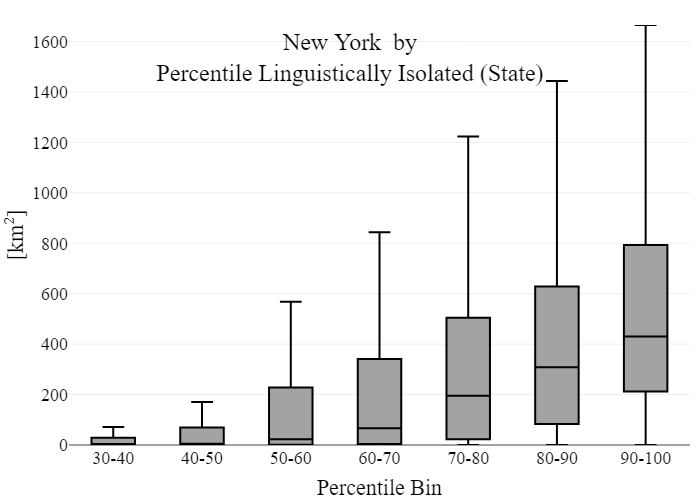 New York by
Percentile Linguistically Isolated (State)
[km²]
1600
1400
1200
1000
800
600
400
200
0
30-40 40-50 50-60 60-70 70-80 80-90 90-100
Percentile Bin